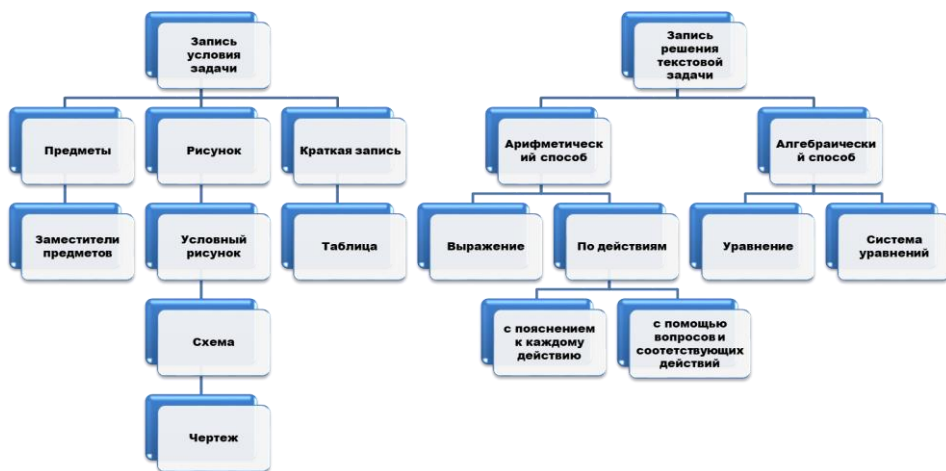 Запись
условия
задачи
Предметы
Рисунок
Краткая запись
Заместители
предметов
Условный
рисунок
Таблица
Схема
Чертеж
Запись
решения
текстовой
задачи
Арифметическ
ий способ
Алгебраически
й способ
Выражение
По действиям
Уравнение
Система
уравнений
с пояснением
к каждому
действию
с помощью
вопросов и
соотетствующих
действий